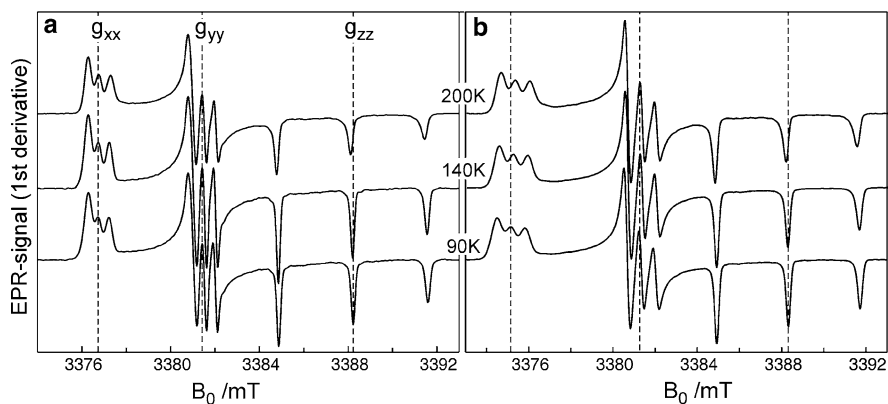 a
g_xx
g_yy
g_zz
b
200K
140K
90K
EPR-signal (1st derivative)
3376 3380 3384 3388 3392
3376 3380 3384 3388 3392
B_0 /mT
B_0 /mT